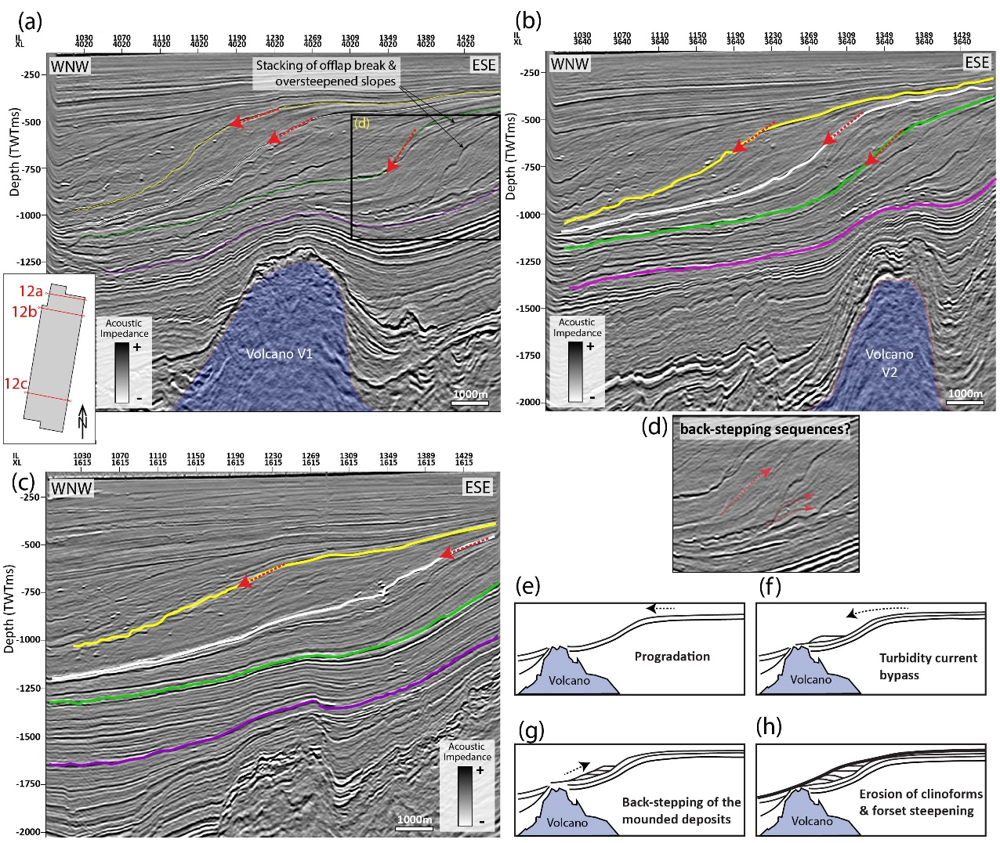 (a)
IL 1030 1070 1110 1150 1190 1230 1269 1309 1349 1389 1429
XL 4020 4020 4020 4020 4020 4020 4020 4020 4020 4020 4020
WNW
ESE
Stacking of offlap break &
oversteepened slopes
(d)
Depth (TWTms)
-250
-500
-750
-1000
-1250
Acoustic
Impedance
+
-
Volcano V1
1000m
12a
12b
12c
N
(b)
IL 1030 1070 1110 1150 1190 1230 1269 1309 1349 1389 1429
XL 3640 3640 3640 3640 3640 3640 3640 3640 3640 3640 3640
WNW
ESE
Depth (TWTms)
-250
-500
-750
-1000
-1250
-1500
-1750
-2000
Acoustic
Impedance
+
-
Volcano
V2
1000m
(c)
IL 1030 1070 1110 1150 1190 1230 1269 1309 1349 1389 1429
XL 1615 1615 1615 1615 1615 1615 1615 1615 1615 1615 1615
WNW
ESE
Depth (TWTms)
-250
-500
-750
-1000
-1250
-1500
-1750
-2000
Acoustic
Impedance
+
-
1000m
(d)
back-stepping sequences?
(e)
Progradation
Volcano
(f)
Turbidity current
bypass
Volcano
(g)
Back-stepping of the
mounded deposits
Volcano
(h)
Erosion of clinoforms
& forset steepening
Volcano